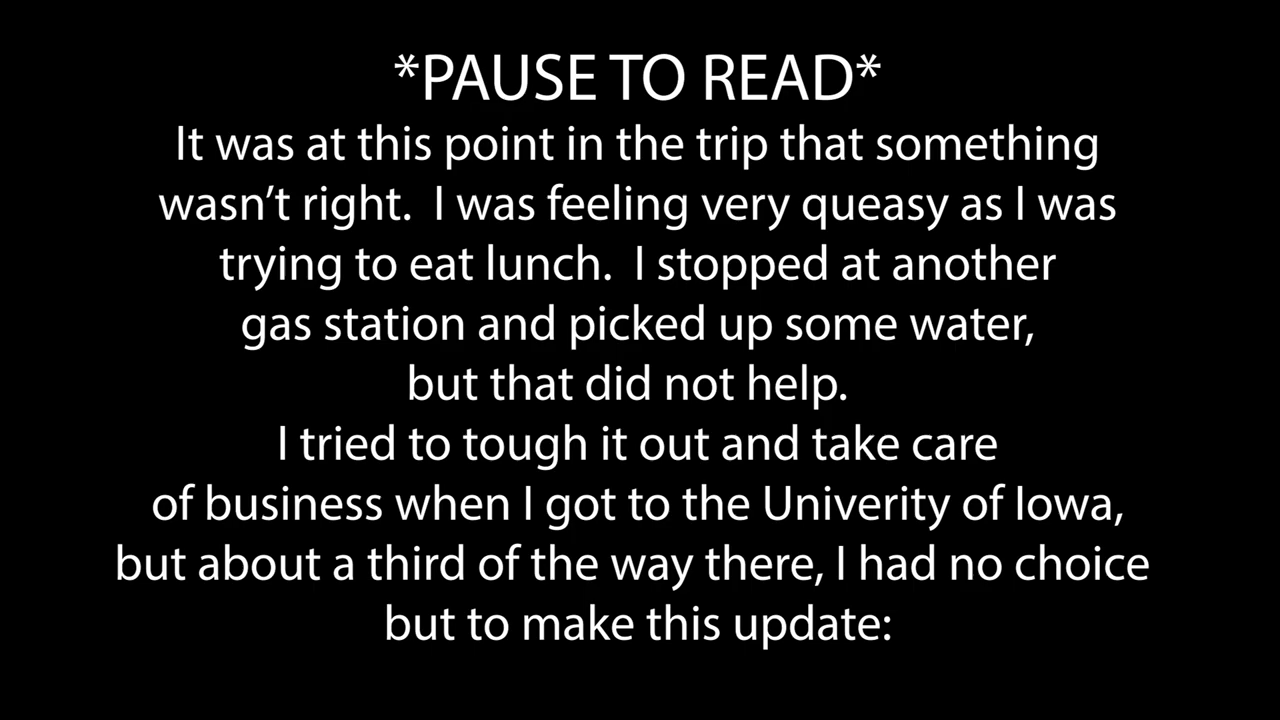 *PAUSE TO READ*
It was at this point in the trip that something
wasn’t right.  I was feeling very queasy as I was
trying to eat lunch.  I stopped at another
gas station and picked up some water,
but that did not help.
I tried to tough it out and take care
of business when I got to the Univerity of Iowa,
but about a third of the way there, I had no choice
but to make this update: